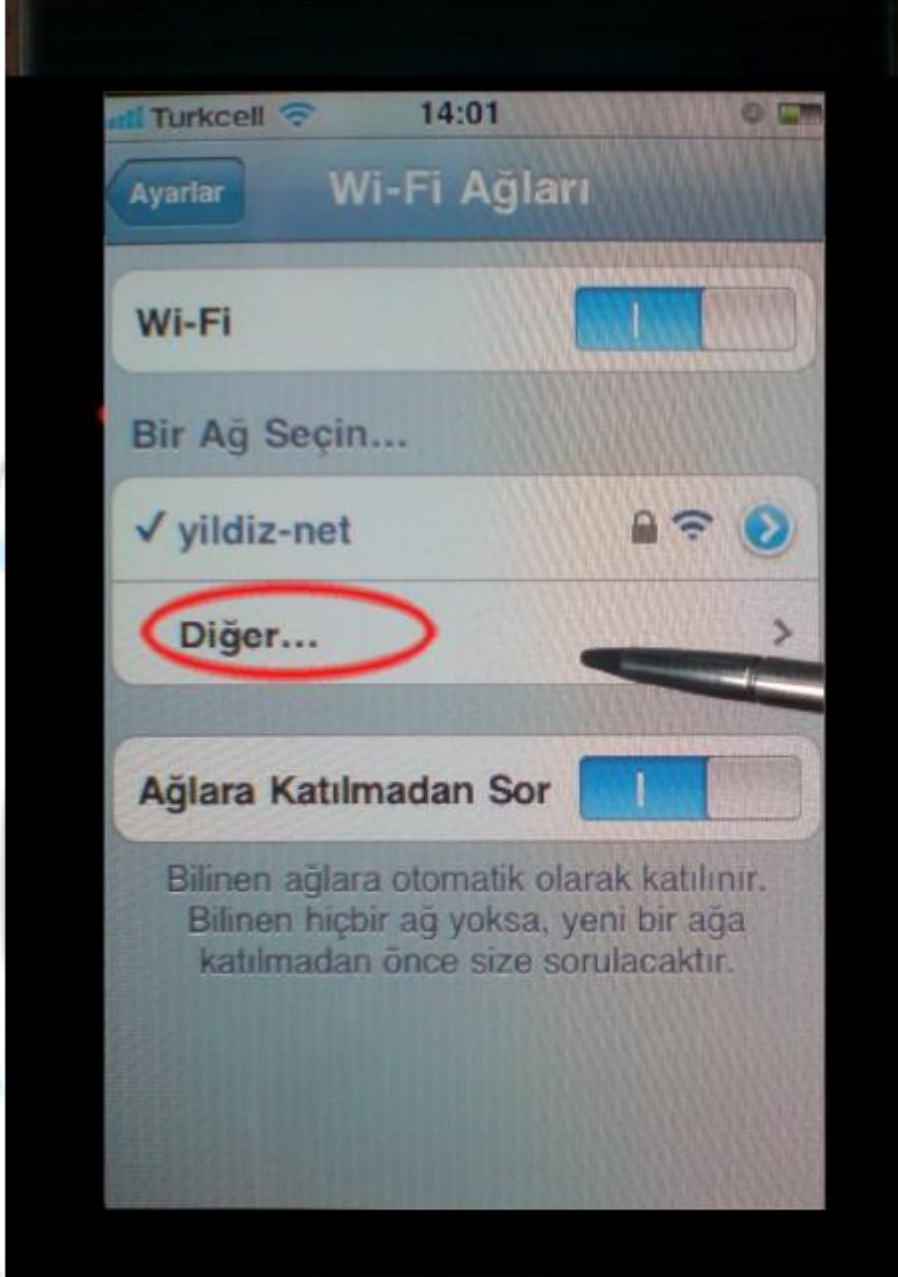 Turkcell 14:01
Ayarlar Wi-Fi Ağları
Wi-Fi
Bir Ağ Seçin...
✓ yildiz-net
Diğer...
Ağlara Katılmadan Sor
Bilinen ağlara otomatik olarak katılınır.
Bilinen hiçbir ağ yoksa, yeni bir ağa
katılmadan önce size sorulacaktır.